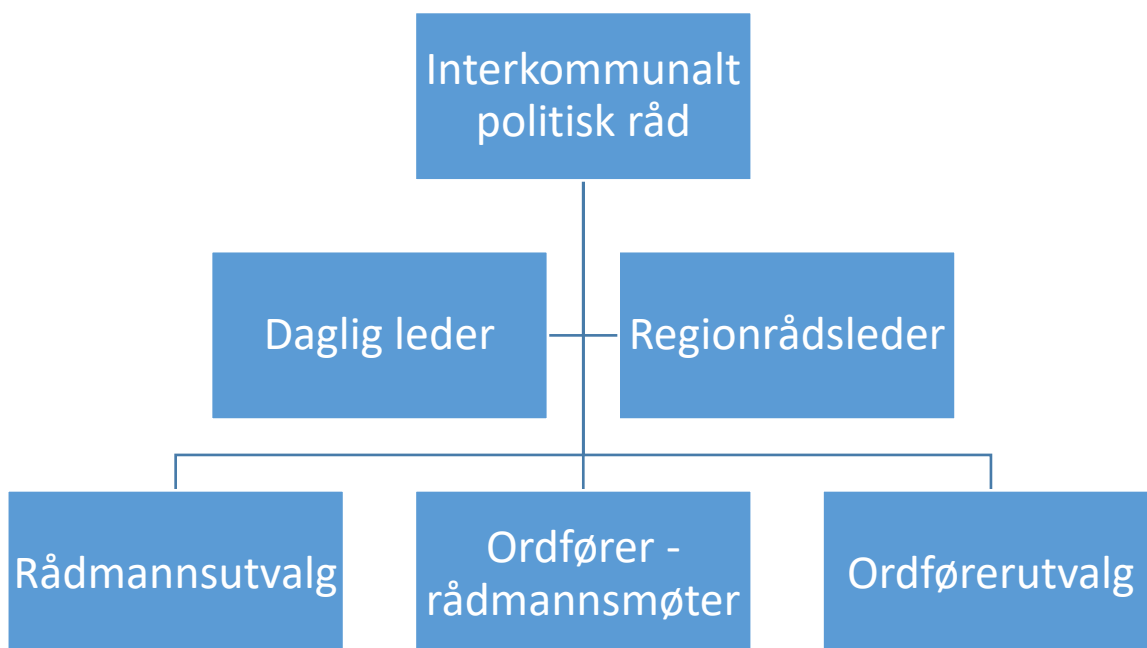 Interkommunalt
politisk råd
Daglig leder
Regionrådsleder
Rådmannsutvalg
Ordfører -
rådmannsmøter
Ordførerutvalg